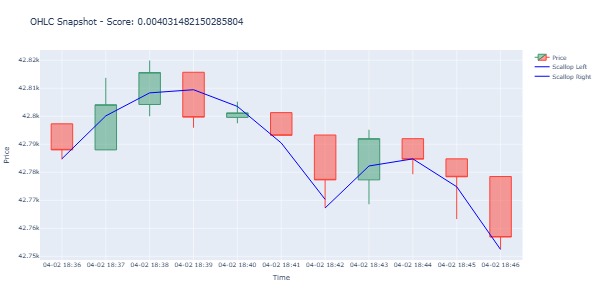 OHLC Snapshot - Score: 0.004031482150285804
Price
Scallop Left
Scallop Right
42.82k
42.81k
42.8k
42.79k
42.78k
42.77k
42.76k
42.75k
Price
04-02 18:36
04-02 18:37
04-02 18:38
04-02 18:39
04-02 18:40
04-02 18:41
04-02 18:42
04-02 18:43
04-02 18:44
04-02 18:45
04-02 18:46
Time